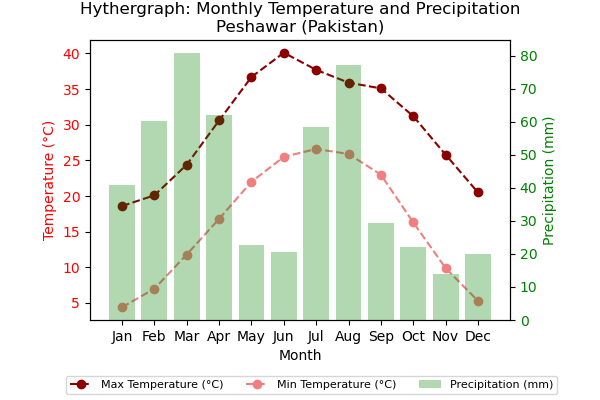 Hythergraph: Monthly Temperature and Precipitation
Peshawar (Pakistan)
Temperature (°C)
40
35
30
25
20
15
10
5
80
70
60
50
40
30
20
10
0
Precipitation (mm)
Jan Feb Mar Apr May Jun Jul Aug Sep Oct Nov Dec
Month
Max Temperature (°C) Min Temperature (°C) Precipitation (mm)